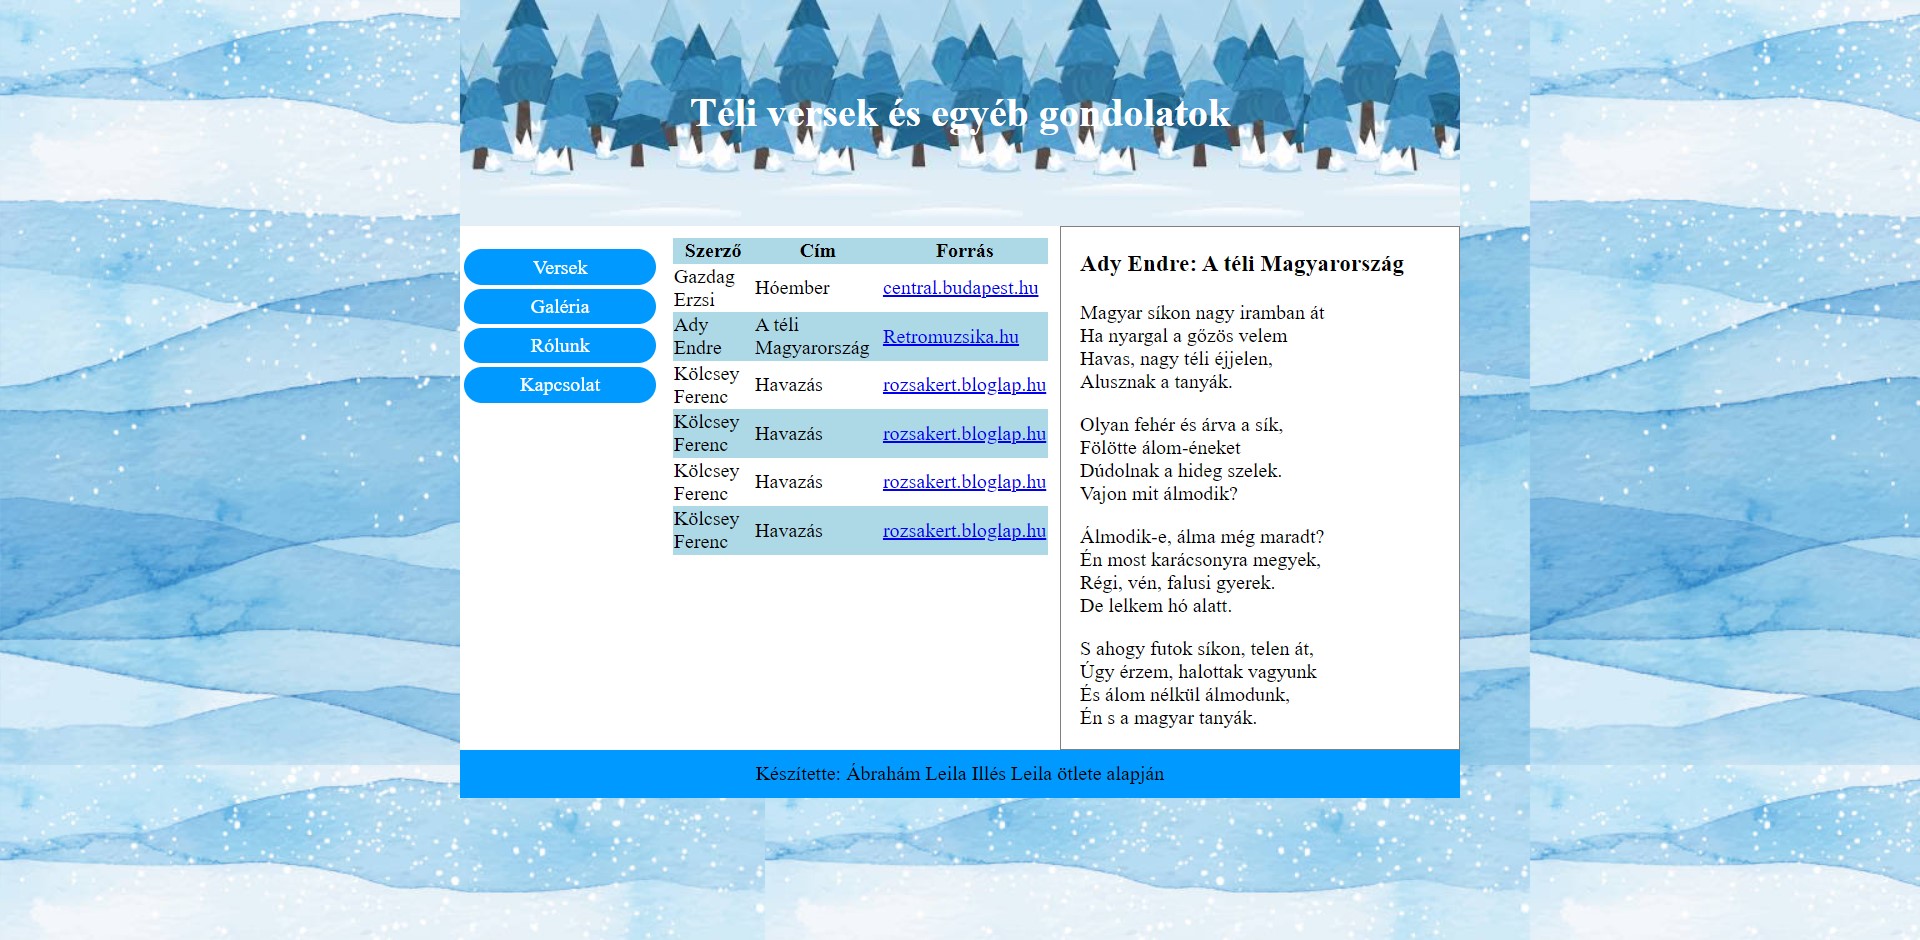 Téli versek és egyéb gondolatok
Versek
Galéria
Rólunk
Kapcsolat
Szerző Cím Forrás
Gazdag
Erzsi
Hóember
central.budapest.hu
Ady
Endre
A téli
Magyarország
Retromuzsika.hu
Kölcsey
Ferenc
Havazás
rozsakert.bloglap.hu
Kölcsey
Ferenc
Havazás
rozsakert.bloglap.hu
Kölcsey
Ferenc
Havazás
rozsakert.bloglap.hu
Kölcsey
Ferenc
Havazás
rozsakert.bloglap.hu
Ady Endre: A téli Magyarország
Magyar síkon nagy iramban át
Ha nyargal a gőzös velem
Havas, nagy téli éjjelen,
Alusznak a tanyák.
Olyan fehér és árva a sík,
Fölötte álom-éneket
Dúdolnak a hideg szelek.
Vajon mit álmodik?
Álmodik-e, álma még maradt?
Én most karácsonyra megyek,
Régi, vén, falusi gyerek.
De lelkem hó alatt.
S ahogy futok síkon, telen át,
Úgy érzem, halottak vagyunk
És álom nélkül álmodunk,
Én s a magyar tanyák.
Készítette: Ábrahám Leila Illés Leila ötlete alapján